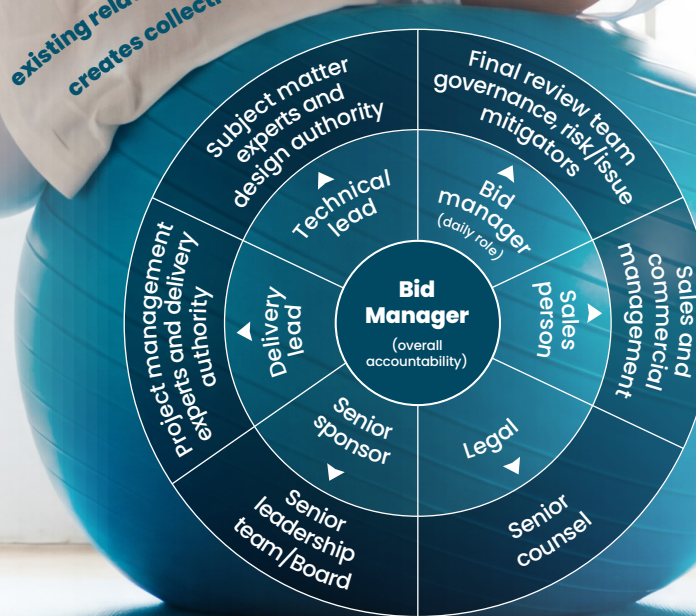 existing
creates
Subject matter
experts and
design authority
Final review team
governance, risk/issue
mitigators
Technical
lead
Bid
manager
(daily role)
Project management
experts and delivery
authority
Delivery
lead
Bid
Manager
(overall
accountability)
Sales
person
Sales and
commercial
management
Senior
sponsor
Legal
Senior
leadership
team/Board
Senior
counsel